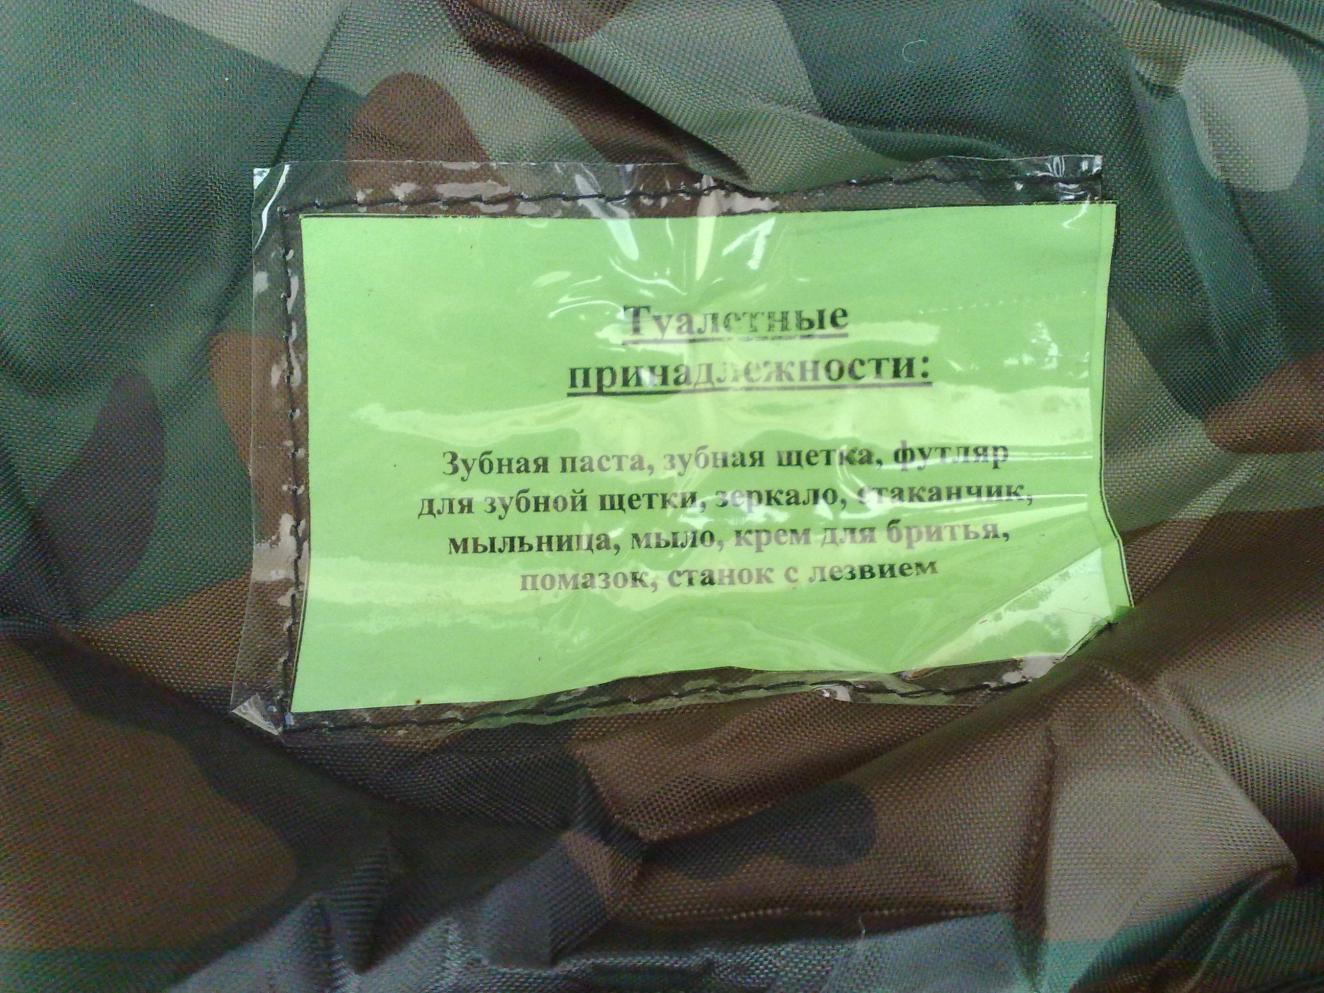 Туалетные
принадлежности:
Зубная паста, зубная щетка, футляр
для зубной щетки, зеркало, стаканчик,
мыльница, мыло, крем для бритья,
помазок, станок с лезвием